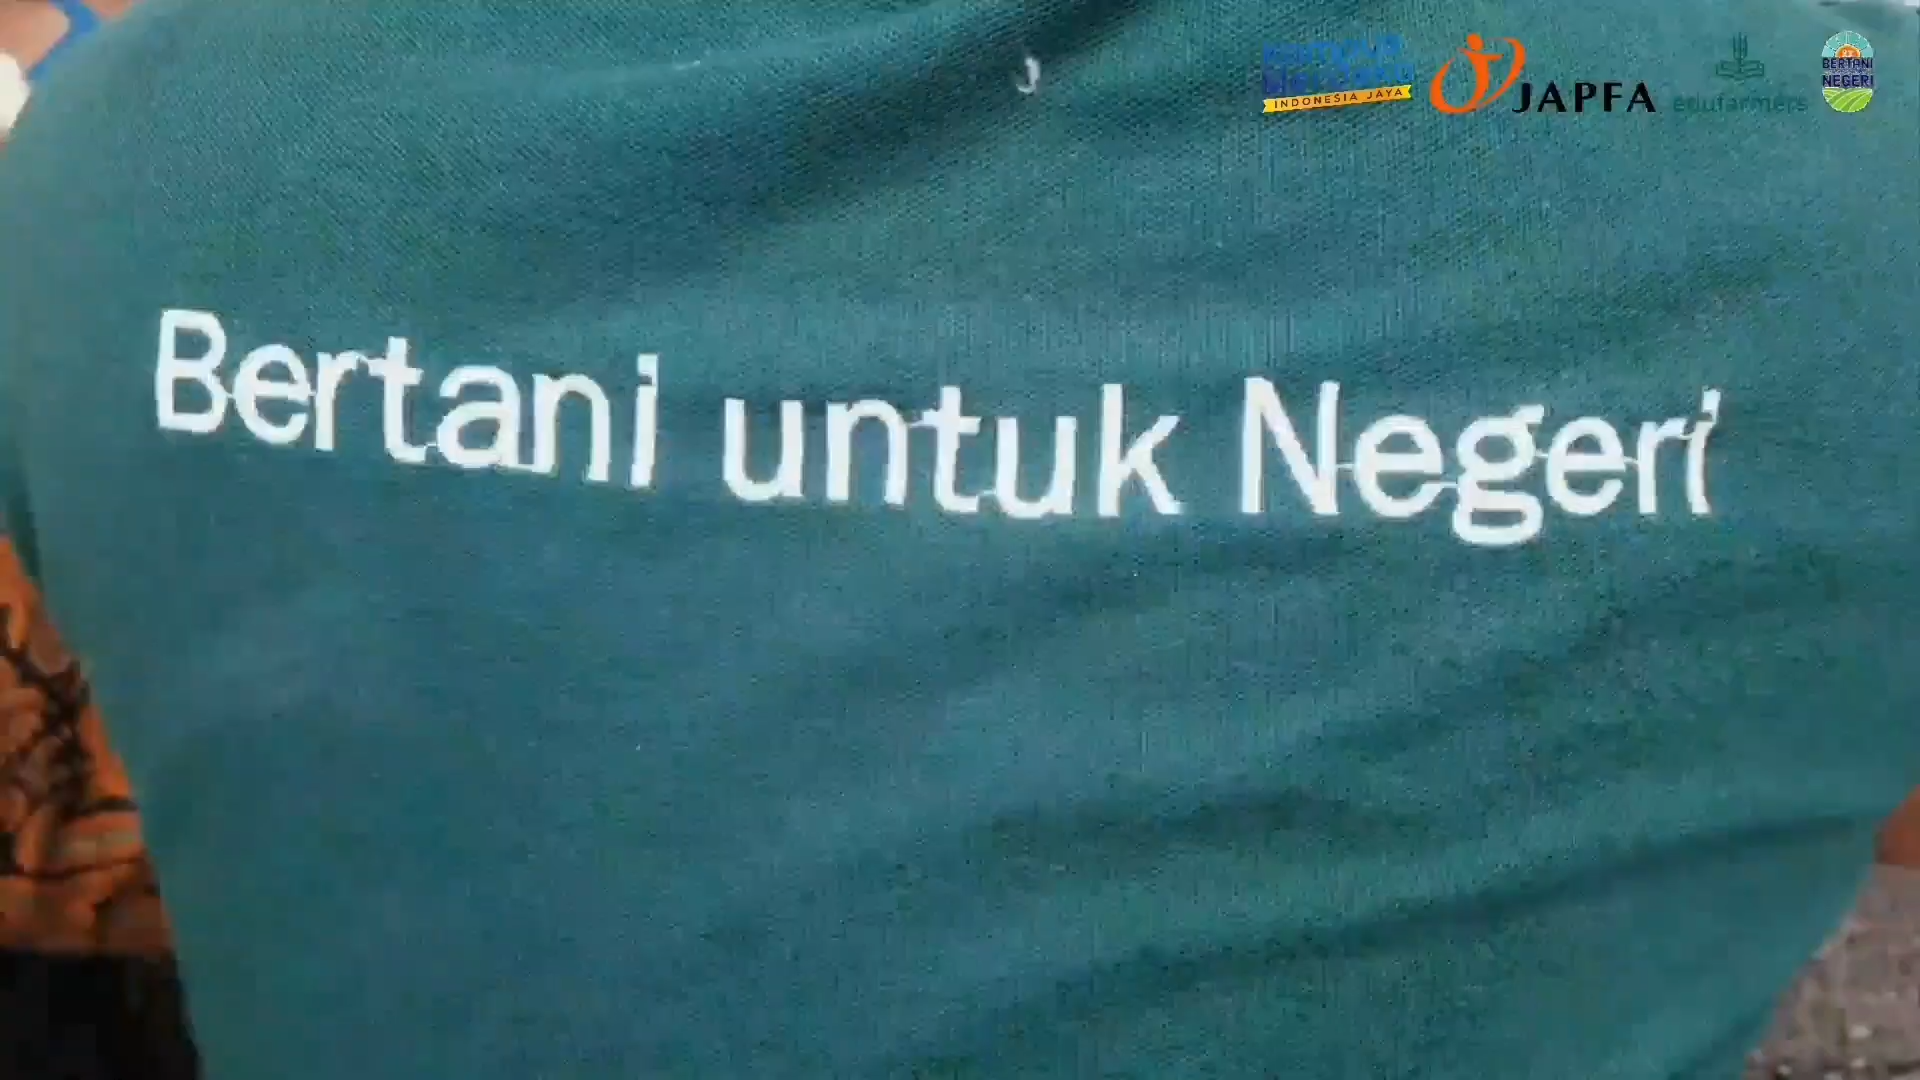 INDONESIA JAYA
JAPFA
edufarmers
BERTANI
NEGERI
Bertani untuk Negeri